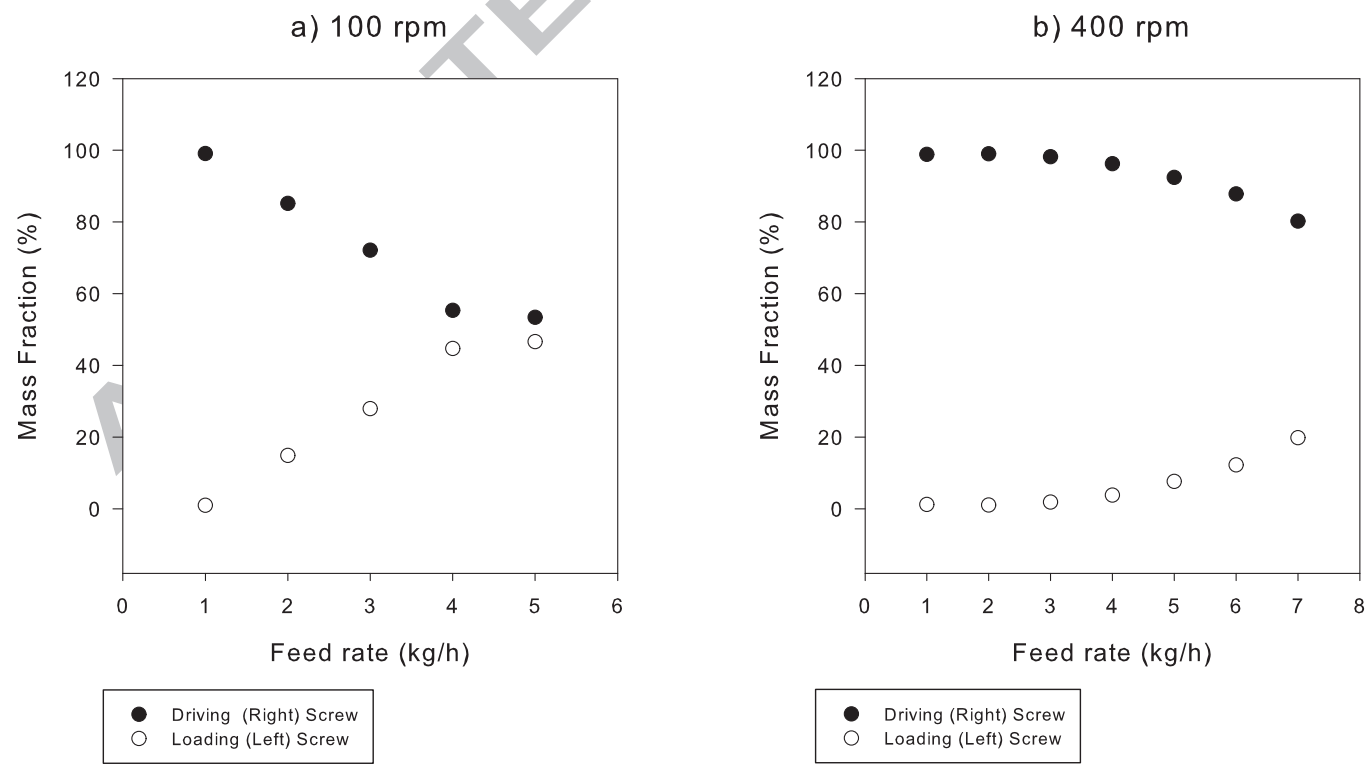 a) 100 rpm
120
100
80
60
40
20
0
Mass Fraction (%)
0 1 2 3 4 5 6
Feed rate (kg/h)
Driving (Right) Screw
Loading (Left) Screw
b) 400 rpm
120
100
80
60
40
20
0
Mass Fraction (%)
0 1 2 3 4 5 6 7 8
Feed rate (kg/h)
Driving (Right) Screw
Loading (Left) Screw